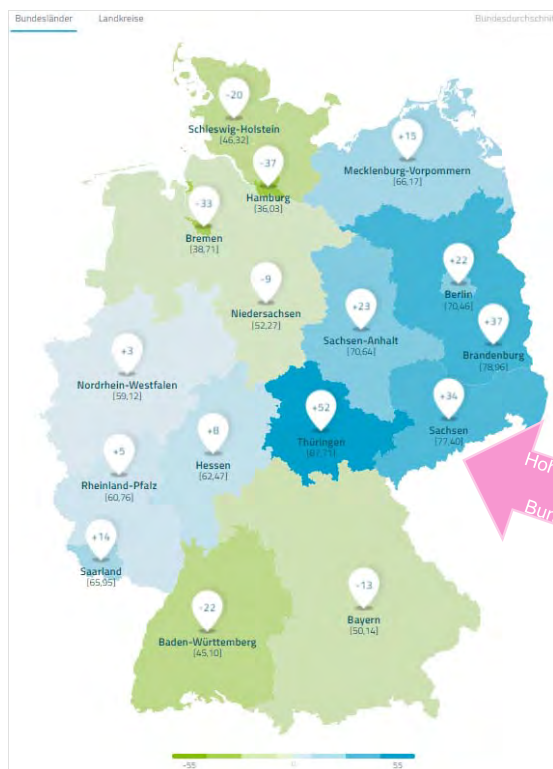 Bundesländer Landkreise Bundesdurchschnit
-20
Schleswig-Holstein
[46,32]
+15
Mecklenburg-Vorpommern
[66,17]
-37
Hamburg
[36,03]
-33
Bremen
[38,71]
+22
Berlin
[70,46]
-9
Niedersachsen
[52,27]
+23
Sachsen-Anhalt
[70,64]
+37
Brandenburg
[78,96]
+3
Nordrhein-Westfalen
[59,12]
+52
Thüringen
[87,71]
+34
Sachsen
[77,40]
+8
Hessen
[62,47]
+5
Rheinland-Pfalz
[60,76]
Hoh
Bun
+14
Saarland
[65,95]
-13
Bayern
[50,14]
-22
Baden-Württemberg
[45,10]
-55 0 55